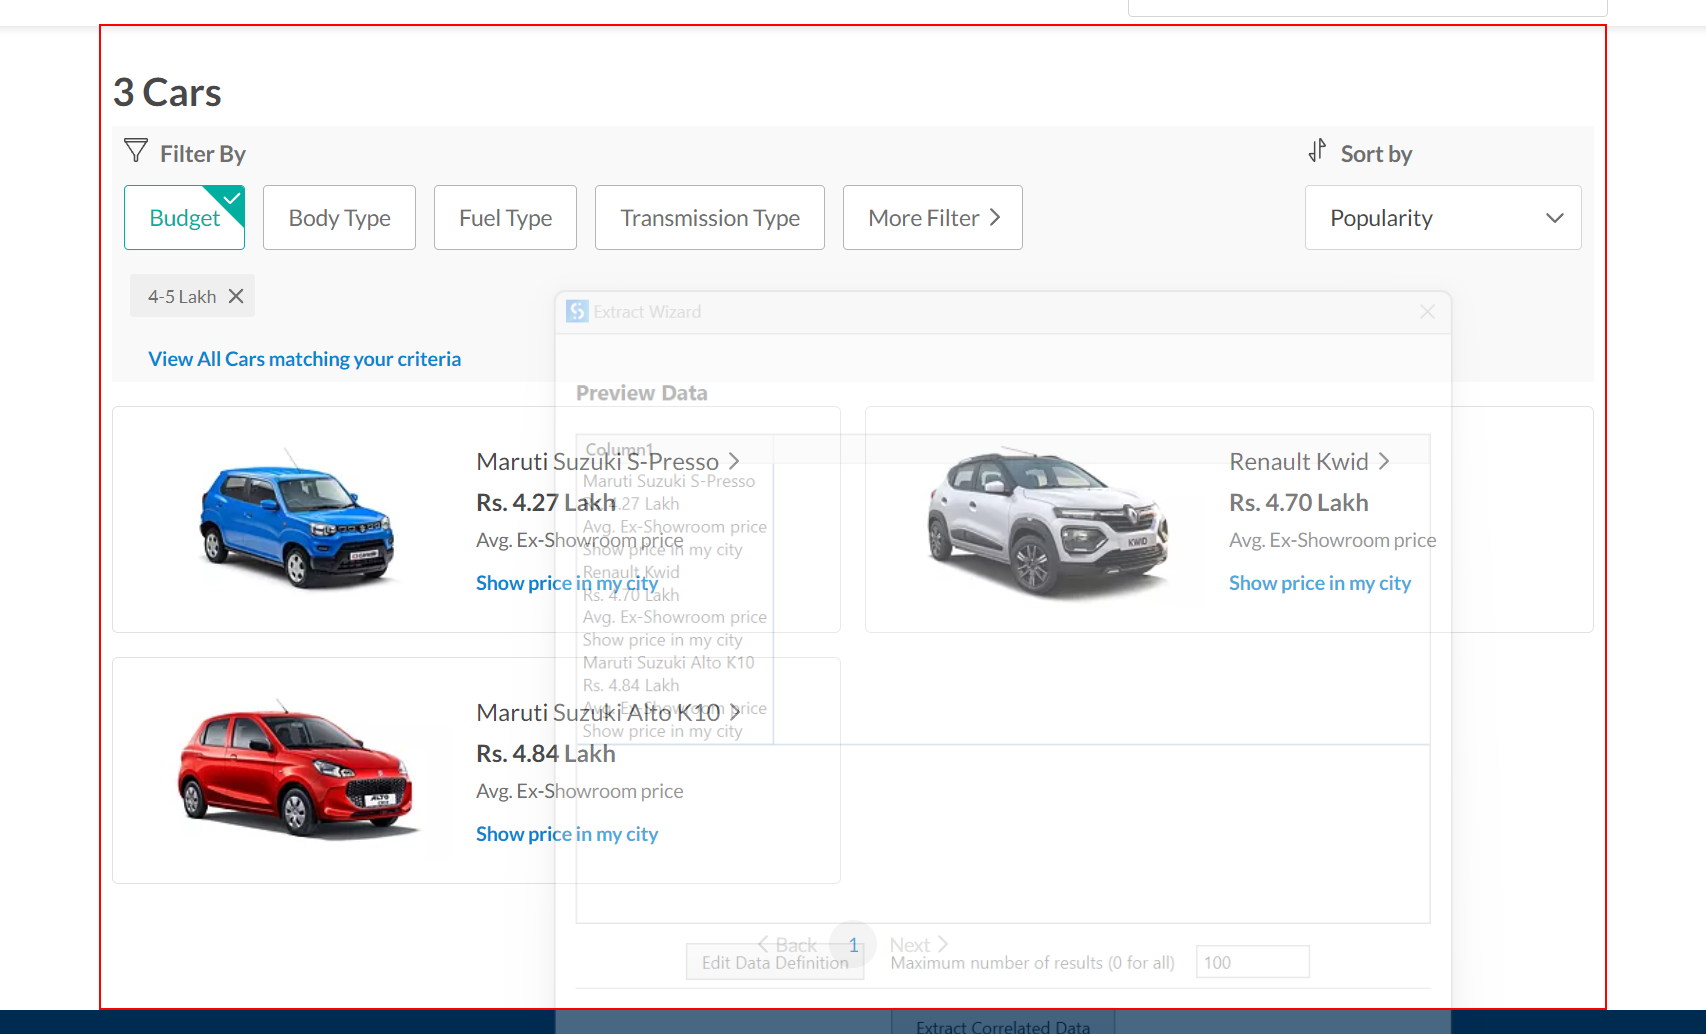 3 Cars
Filter By
Sort by
Budget
Body Type
Fuel Type
Transmission Type
More Filter
Popularity
4-5 Lakh
View All Cars matching your criteria
Extract Wizard
Preview Data
Column1
Maruti Suzuki S-Presso
4.27 Lakh
Avg. Ex-Showroom price
Show price in my city
Renault Kwid
Rs. 4.70 Lakh
Avg. Ex-Showroom price
Show price in my city
Maruti Suzuki Alto K10
Rs. 4.84 Lakh
Avg. Ex-Showroom price
Show price in my city
Maruti Suzuki S-Presso
Rs. 4.27 Lakh
Avg. Ex-Showroom price
Show price in my city
Renault Kwid
Rs. 4.70 Lakh
Avg. Ex-Showroom price
Show price in my city
KWID
Maruti Suzuki Alto K10
Rs. 4.84 Lakh
Avg. Ex-Showroom price
Show price in my city
ALTO
Back
1
Next
Edit Data Definition
Maximum number of results (0 for all)
100
Extract Correlated Data